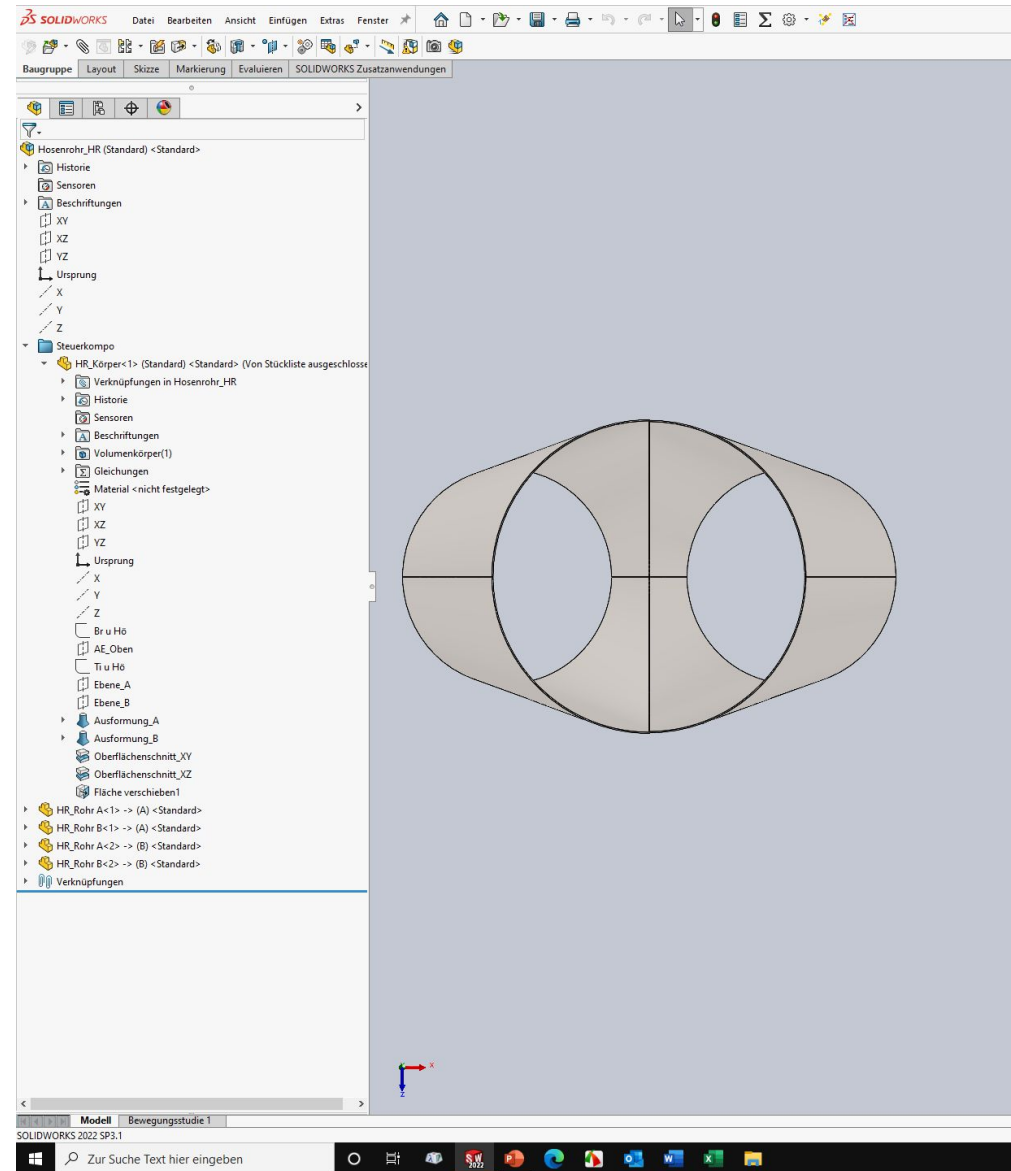 SOLIDWORKS Datei Bearbeiten Ansicht Einfügen Extras Fenster
Baugruppe Layout Skizze Markierung Evaluieren SOLIDWORKS Zusatzanwendungen
Hosenrohr_HR (Standard) <Standard>
Historie
Sensoren
Beschriftungen
XY
XZ
YZ
Ursprung
X
Y
Z
Steuerkompo
HR_Körper<1> (Standard) <Standard> (Von Stückliste ausgeschlosse
Verknüpfungen in Hosenrohr_HR
Historie
Sensoren
Beschriftungen
Volumenkörper(1)
Gleichungen
Material <nicht festgelegt>
XY
XZ
YZ
Ursprung
X
Y
Z
Br u Hö
AE_Oben
Ti u Hö
Ebene_A
Ebene_B
Ausformung_A
Ausformung_B
Oberflächenschnitt_XY
Oberflächenschnitt_XZ
Fläche verschieben1
HR_Rohr A<1> -> (A) <Standard>
HR_Rohr B<1> -> (A) <Standard>
HR_Rohr A<2> -> (B) <Standard>
HR_Rohr B<2> -> (B) <Standard>
Verknüpfungen
X
Z
Modell Bewegungsstudie 1
SOLIDWORKS 2022 SP3.1
Zur Suche Text hier eingeben